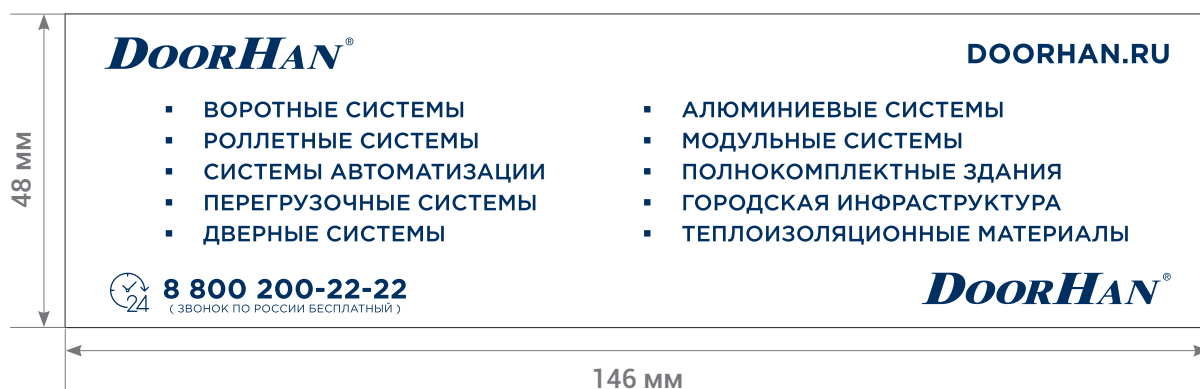 DOORHAN®
DOORHAN.RU
▪ ВОРОТНЫЕ СИСТЕМЫ
▪ РОЛЛЕТНЫЕ СИСТЕМЫ
▪ СИСТЕМЫ АВТОМАТИЗАЦИИ
▪ ПЕРЕГРУЗОЧНЫЕ СИСТЕМЫ
▪ ДВЕРНЫЕ СИСТЕМЫ
▪ АЛЮМИНИЕВЫЕ СИСТЕМЫ
▪ МОДУЛЬНЫЕ СИСТЕМЫ
▪ ПОЛНОКОМПЛЕКТНЫЕ ЗДАНИЯ
▪ ГОРОДСКАЯ ИНФРАСТРУКТУРА
▪ ТЕПЛОИЗОЛЯЦИОННЫЕ МАТЕРИАЛЫ
24
8 800 200-22-22
( ЗВОНОК ПО РОССИИ БЕСПЛАТНЫЙ )
DOORHAN®
48 мм
146 мм